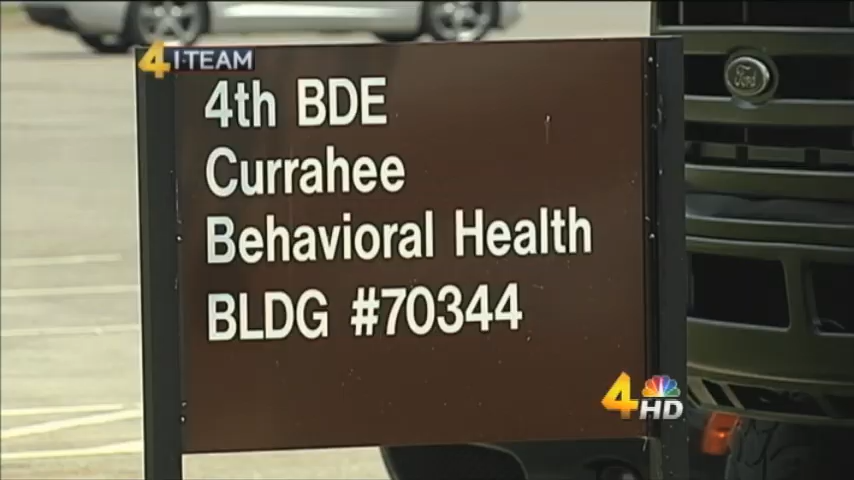 4 I-TEAM
4th BDE
Currahee
Behavioral Health
BLDG #70344
Ford
4 HD